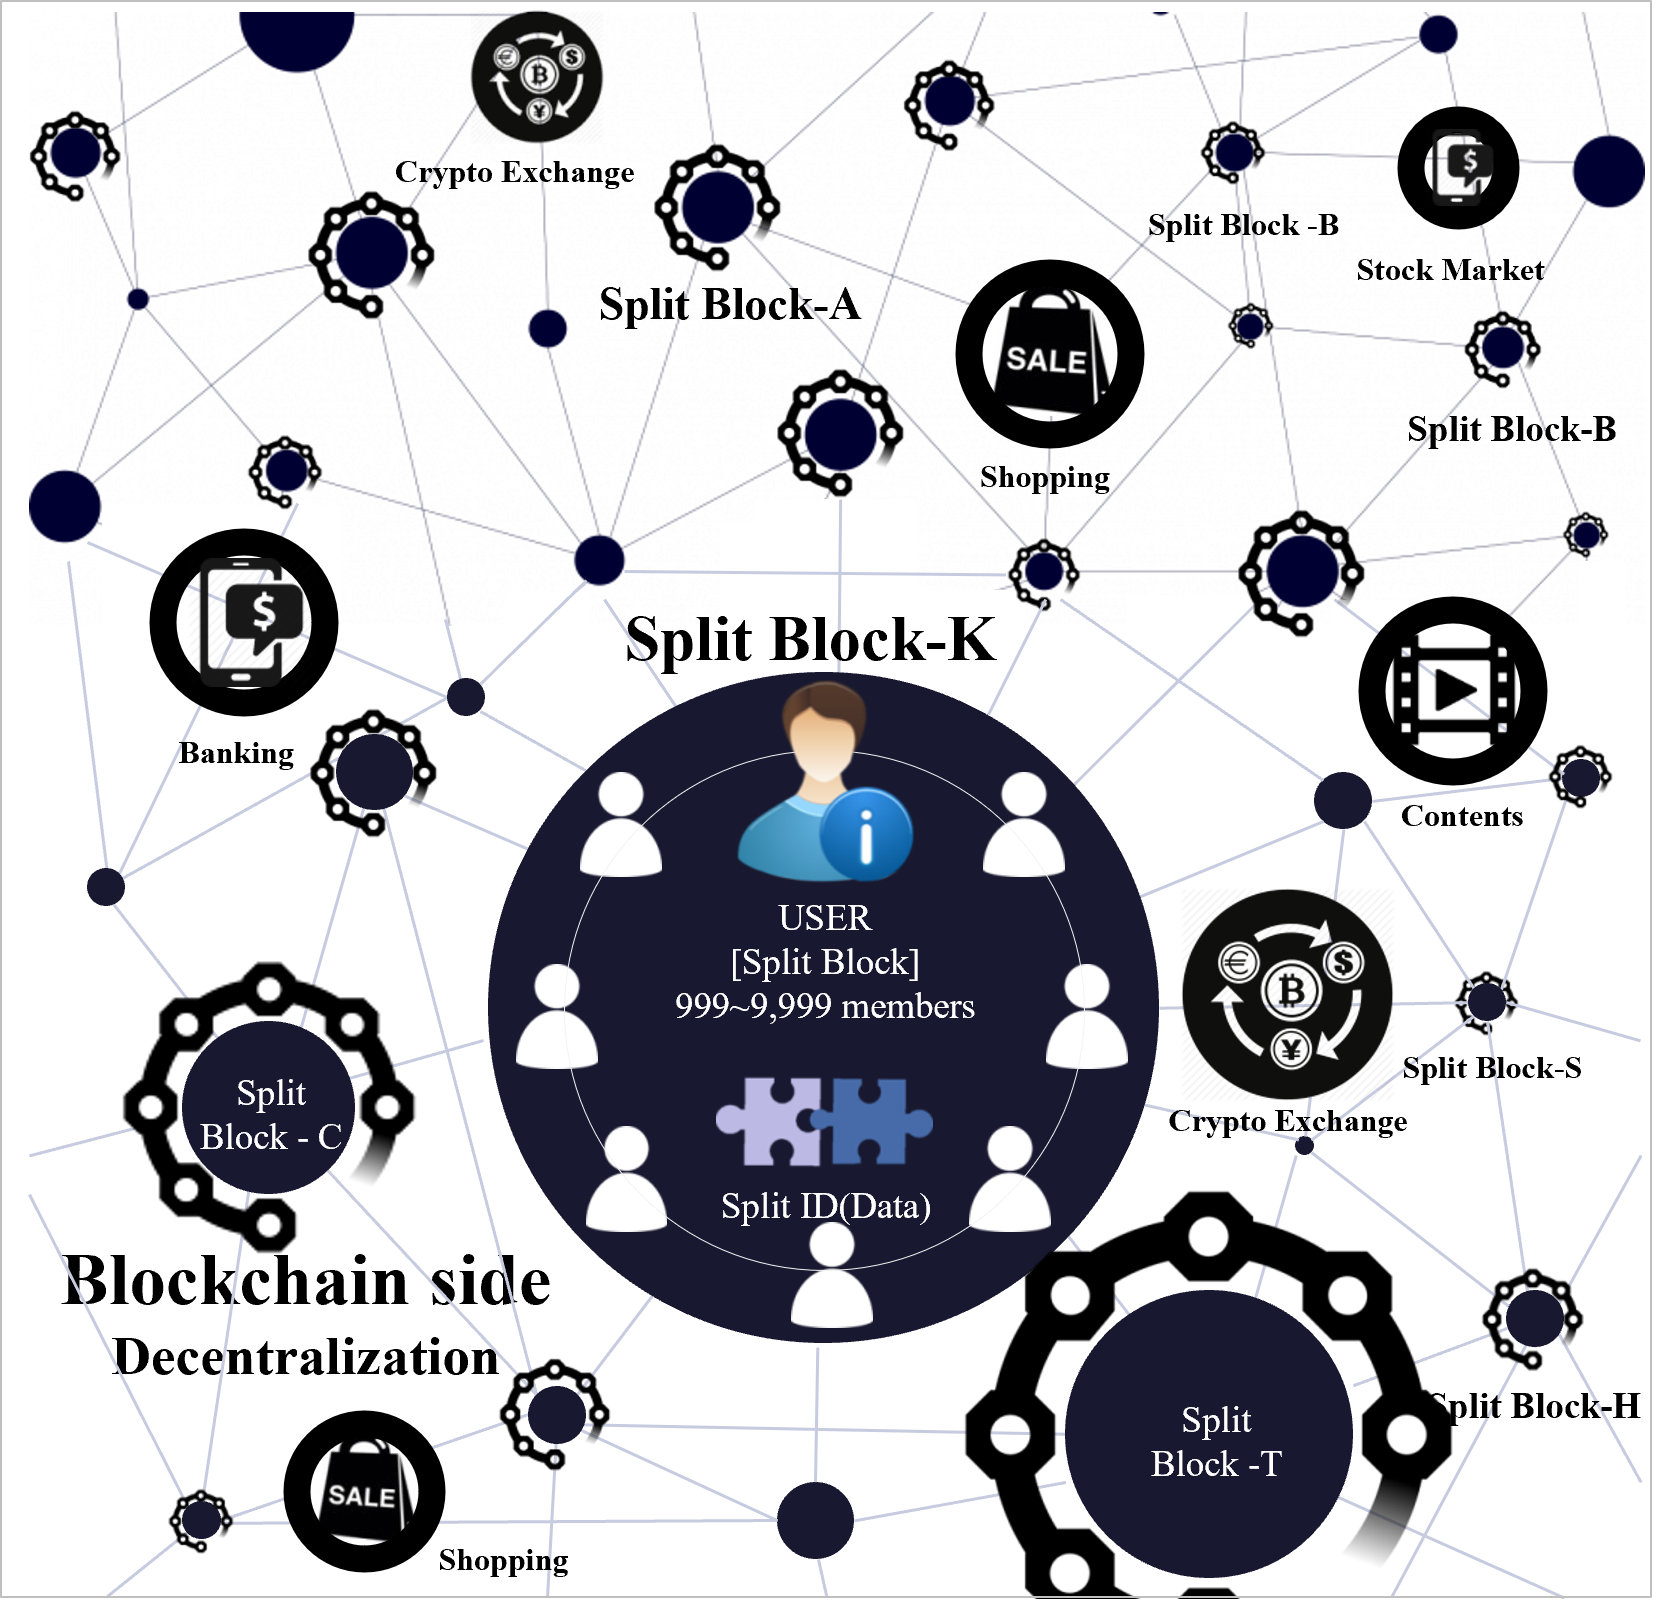 Crypto Exchange
Split Block-A
Split Block -B
$
Stock Market
SALE
Shopping
Split Block-B
$
Banking
Split Block-K
Contents
USER
[Split Block]
999~9,999 members
Split ID(Data)
Crypto Exchange
Split Block-S
Split
Block - C
Blockchain side
Decentralization
Split
Block -T
Split Block-H
SALE
Shopping